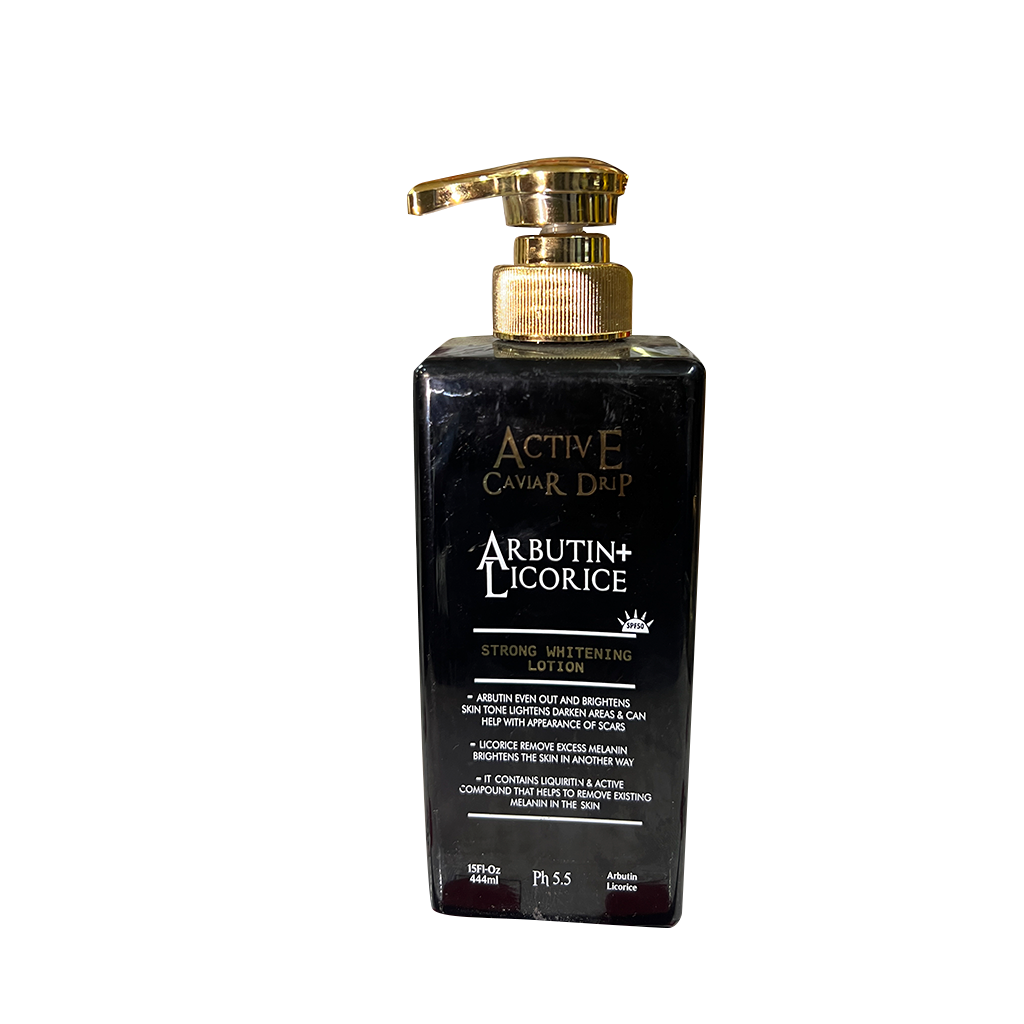 ACTIVE
CAVIAR DRIP
ARBUTIN+
LICORICE
SPF50
STRONG WHITENING
LOTION
- ARBUTIN EVEN OUT AND BRIGHTENS
SKIN TONE LIGHTENS DARKEN AREAS & CAN
HELP WITH APPEARANCE OF SCARS
- LICORICE REMOVE EXCESS MELANIN
BRIGHTENS THE SKIN IN ANOTHER WAY
- IT CONTAINS LIQUIRITIN & ACTIVE
COMPOUND THAT HELPS TO REMOVE EXISTING
MELANIN IN THE SKIN
15Fl-Oz
444ml
Ph 5.5
Arbutin
Licorice